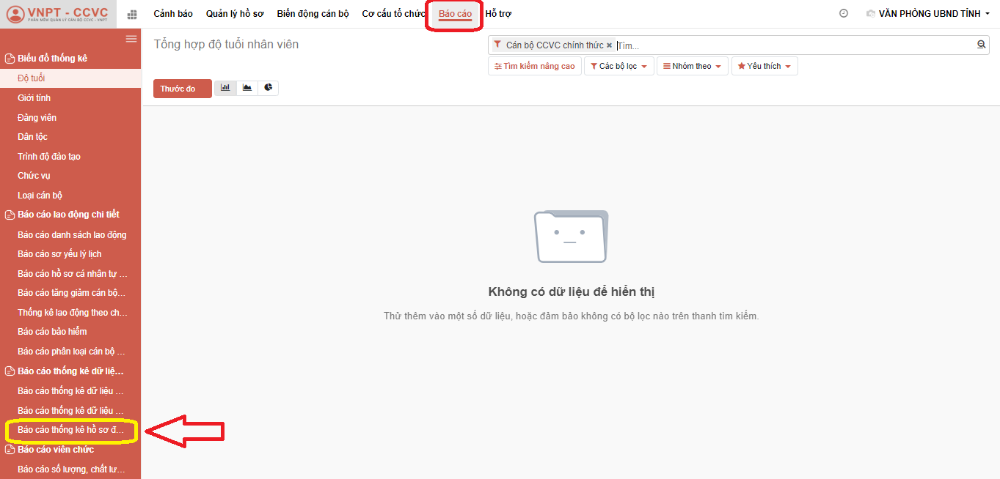 VNPT - CCVC
PHẦN MỀM QUẢN LÝ CÁN BỘ CCVC - VNPT
Cảnh báo Quản lý hồ sơ Biến động cán bộ Cơ cấu tổ chức Báo cáo Hỗ trợ
VĂN PHÒNG UBND TỈNH
Biểu đồ thống kê
Độ tuổi
Giới tính
Đảng viên
Dân tộc
Trình độ đào tạo
Chức vụ
Loại cán bộ
Báo cáo lao động chi tiết
Báo cáo danh sách lao động
Báo cáo sơ yếu lý lịch
Báo cáo hồ sơ cá nhân tự ...
Báo cáo tăng giảm cán bộ...
Thống kê lao động theo ch...
Báo cáo bảo hiểm
Báo cáo phân loại cán bộ ...
Báo cáo thống kê dữ liệ...
Báo cáo thống kê dữ liệu ...
Báo cáo thống kê dữ liệu ...
Báo cáo thống kê hồ sơ đ...
Báo cáo viên chức
Báo cáo số lượng, chất lư...
Tổng hợp độ tuổi nhân viên
Cán bộ CCVC chính thức × Tìm...
Tìm kiếm nâng cao Các bộ lọc Nhóm theo Yêu thích
Thước đo
Không có dữ liệu để hiển thị
Thử thêm vào một số dữ liệu, hoặc đảm bảo không có bộ lọc nào trên thanh tìm kiếm.